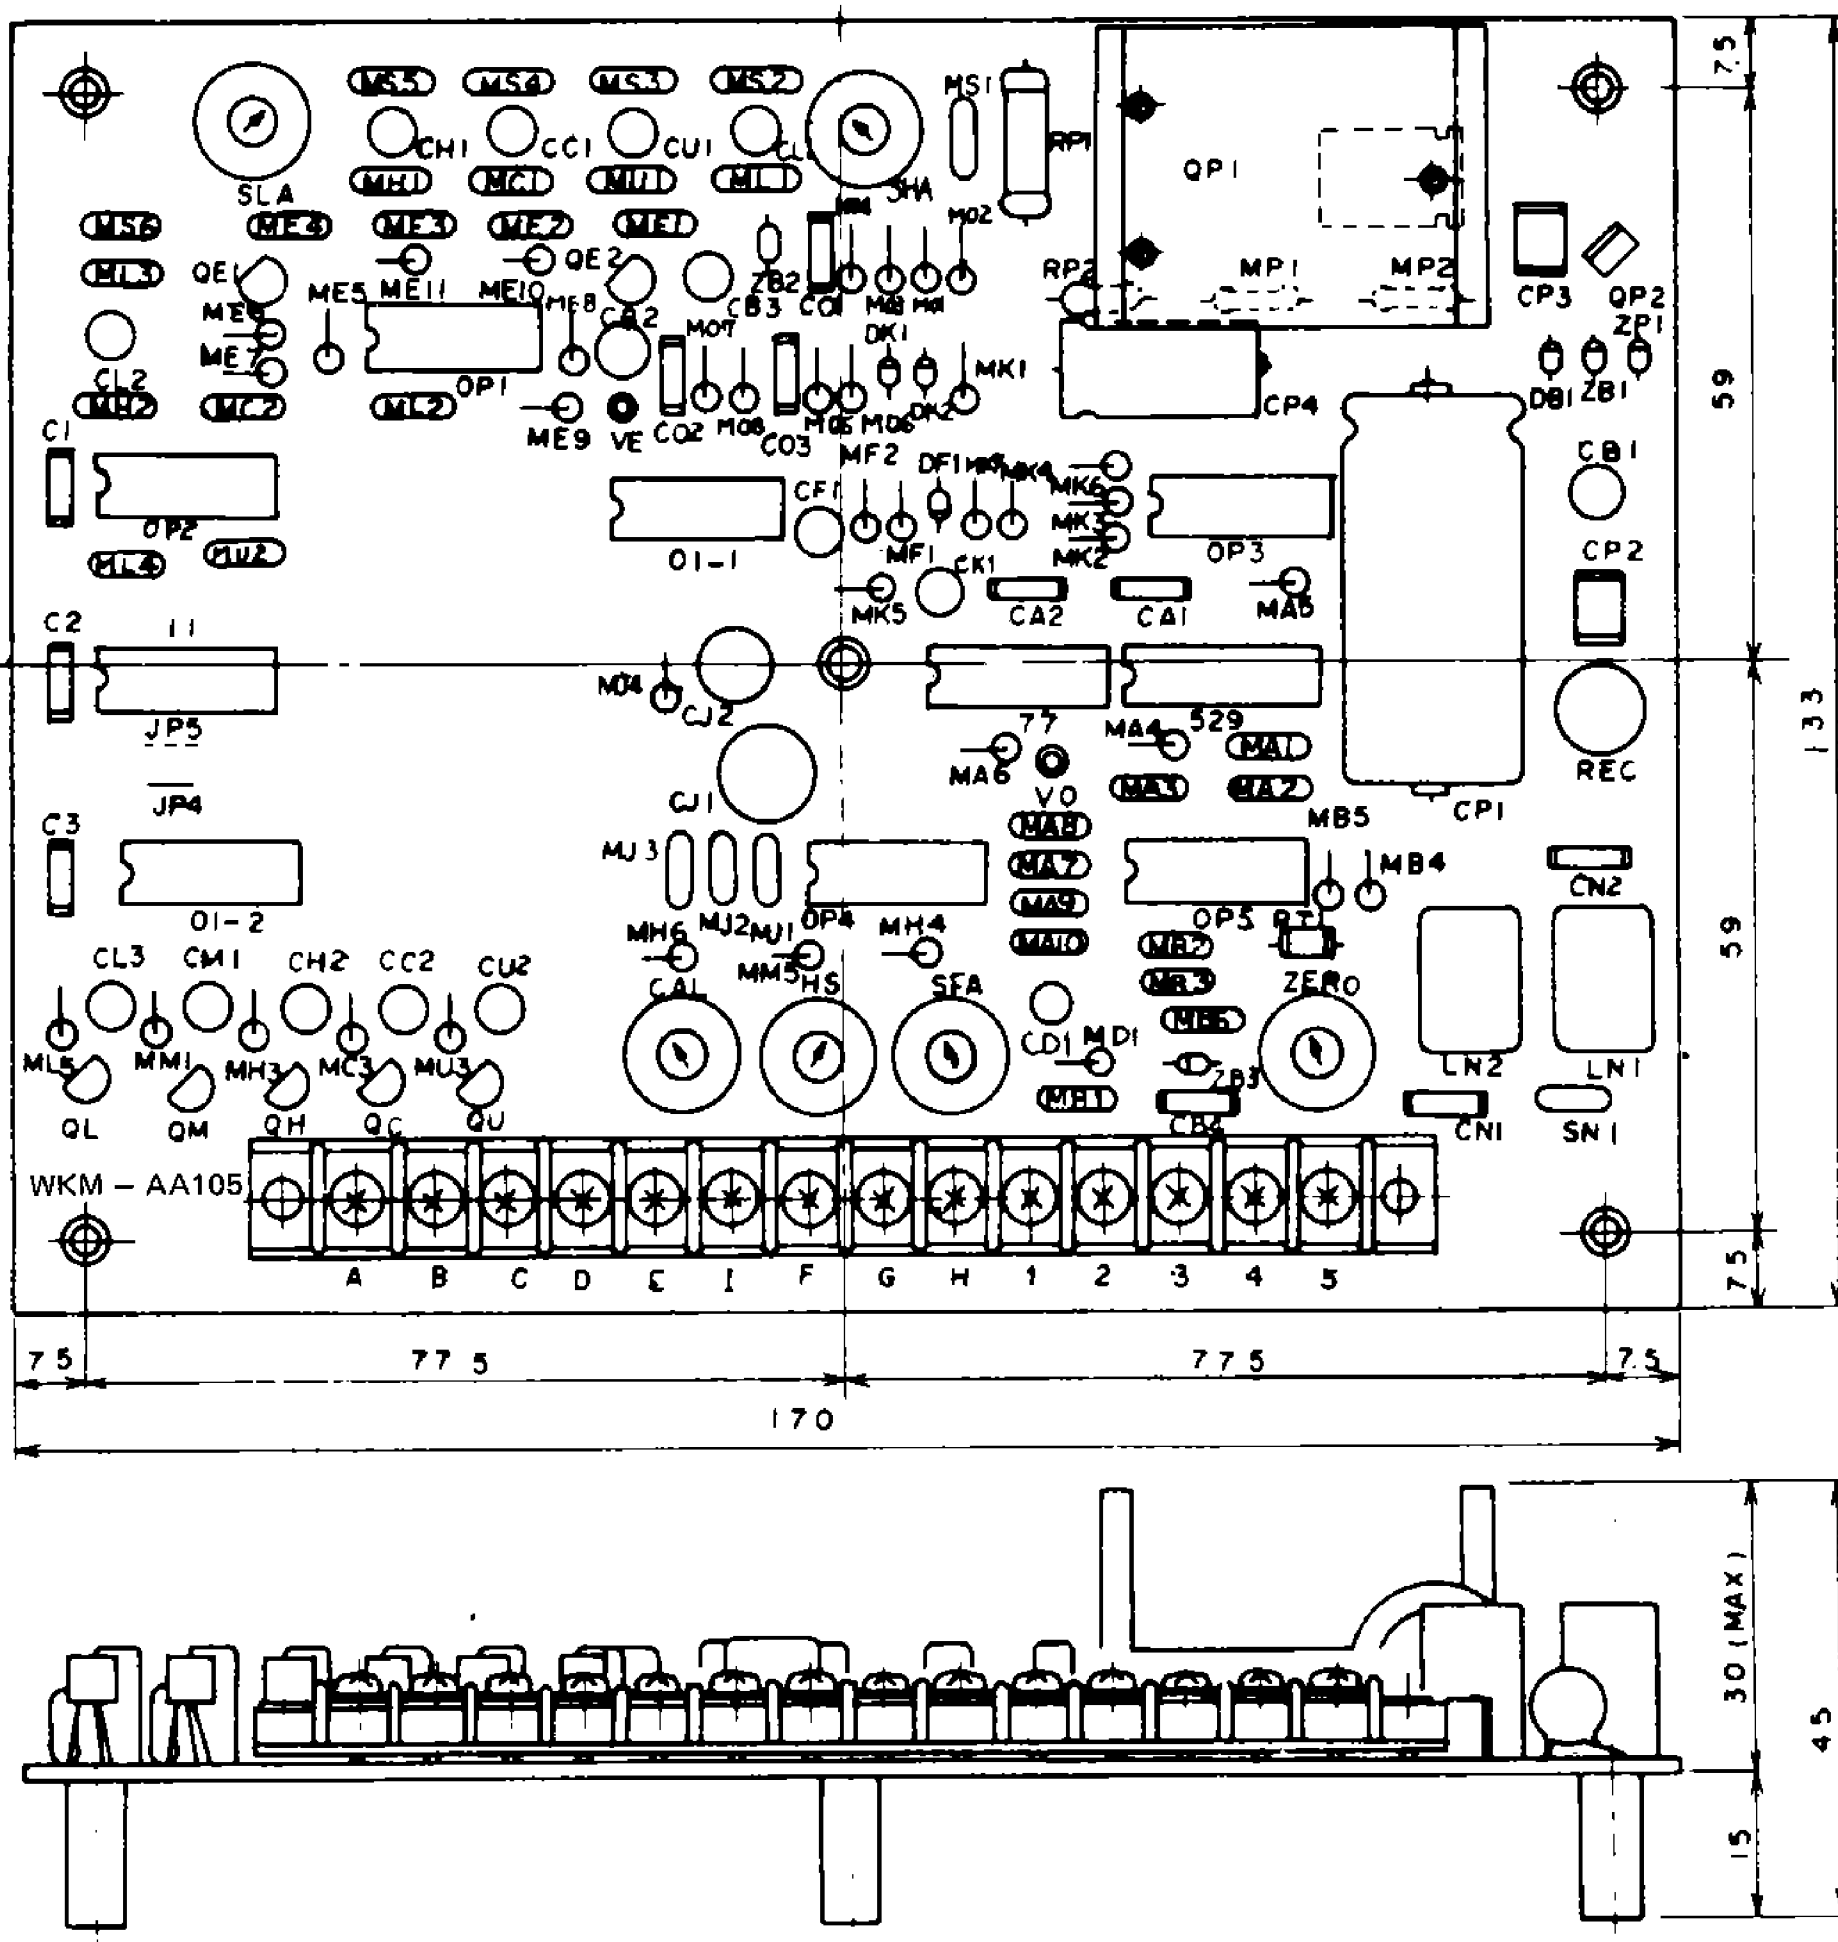 MS5 MS4 MS3 MS2 MS1
CH1 CC1 CU1 RP1
MH1 MC1 MU1 ML1 QP1
SLA SHA
MS6 ME4 ME3 ME2 ME1 MO2
ML3 QE1 QE2 ZB2 RP2 MP1 MP2
ME5 ME11 ME10 ME8 CB3 CO1 CP3 QP2
MO7 DK1 ZP1
ME7
CL2 OP1 MK1 DB1 ZB1
MH2 MC2 ML2 DK2 CP4
C1 ME9 VE CO2 MO8 CO3 MO5 MO6
MF2 DF1 MK4 CB1
CF1 MK6
OP2 MK3
ML4 MU2 OI-1 MF1 CK1 MK2 OP3 CP2
MK5 CA2 CA1 MA5
C2 I1
MJ4
CJ2
JP5 77 MA4 529 MA1
MA6 REC
JP4 CJ1 VO MA3 MA2 CP1
C3 MA8 MB5
MJ3 MA7 MB4
MA9 CN2
OI-2 MJ2 MJ1 OP4 MA10 OP5
MH6 MH4 MB2
CL3 CM1 CH2 CC2 CU2 MM5
CAL HS SFA MB3 ZERO
MB6
CD1 MD1
ML5 MM1 MH3 MC3 MU3 ZB3 LN2 LN1
MB1
QL QM QH QC QU CB4 CN1 SN1
WKM – AA105
A B C D E I F G H 1 2 3 4 5
7.5
59
133
59
7.5
7.5 77.5 77.5 7.5
170
30 (MAX)
45
15